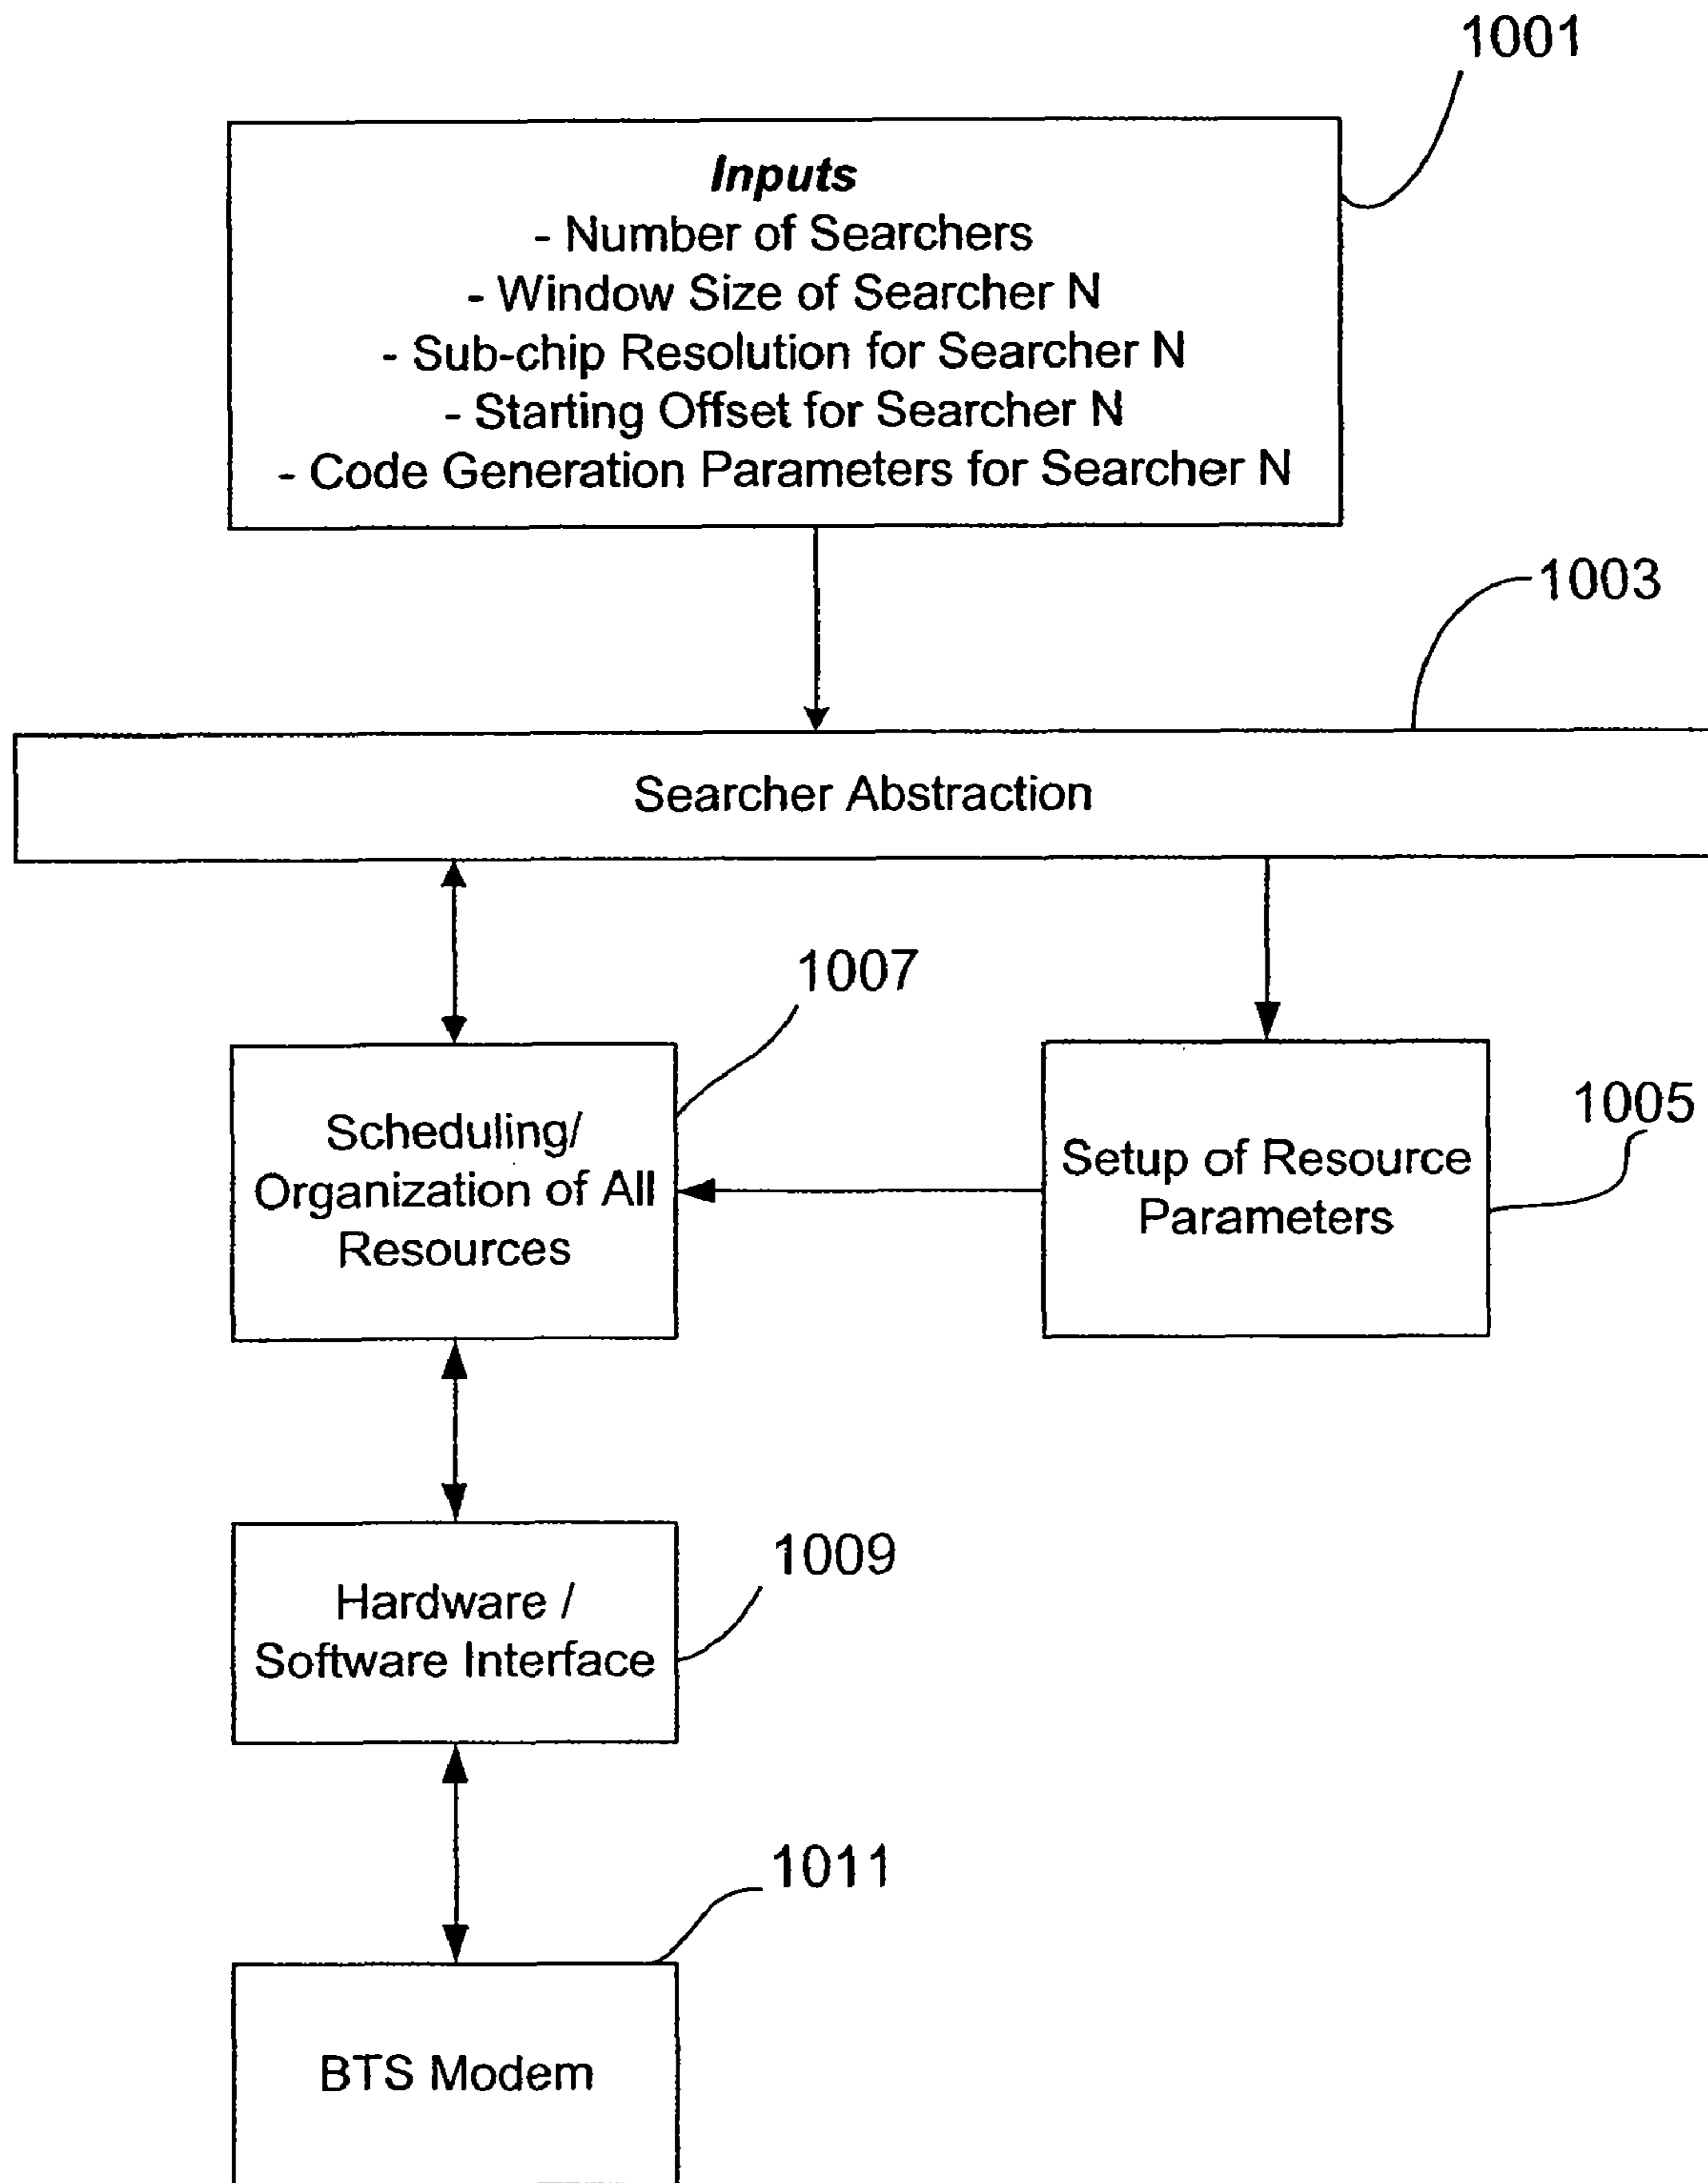 1001
Inputs
- Number of Searchers
- Window Size of Searcher N
- Sub-chip Resolution for Searcher N
- Starting Offset for Searcher N
- Code Generation Parameters for Searcher N
1003
Searcher Abstraction
1007
Scheduling/
Organization of All
Resources
1005
Setup of Resource
Parameters
1009
Hardware /
Software Interface
1011
BTS Modem